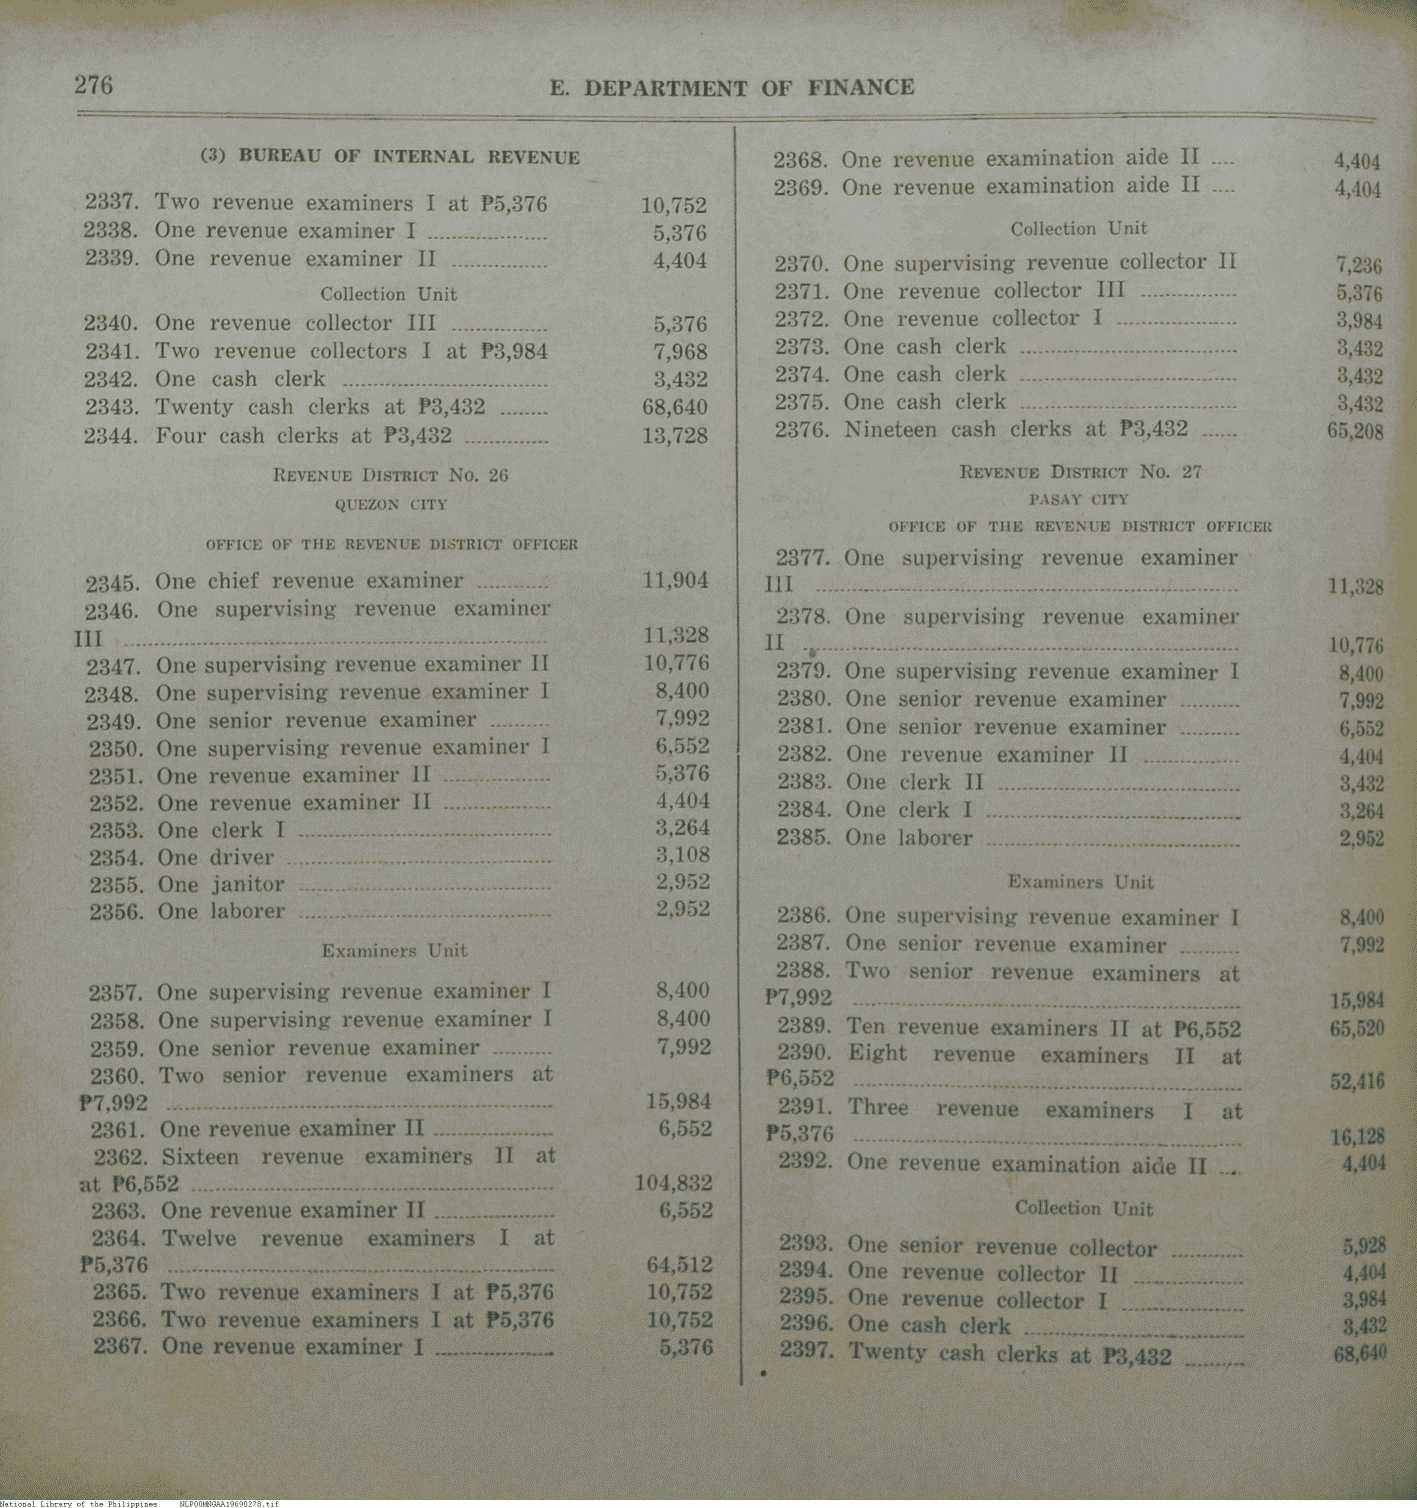 276
E. DEPARTMENT OF FINANCE
(3) BUREAU OF INTERNAL REVENUE
2337. Two revenue examiners I at ₱5,376 10,752
2338. One revenue examiner I .................... 5,376
2339. One revenue examiner II ................ 4,404
Collection Unit
2340. One revenue collector III ................ 5,376
2341. Two revenue collectors I at ₱3,984 7,968
2342. One cash clerk .................................. 3,432
2343. Twenty cash clerks at ₱3,432 ........ 68,640
2344. Four cash clerks at ₱3,432 .............. 13,728
REVENUE DISTRICT NO. 26
QUEZON CITY
OFFICE OF THE REVENUE DISTRICT OFFICER
2345. One chief revenue examiner ............ 11,904
2346. One supervising revenue examiner
III ...................................................................... 11,328
2347. One supervising revenue examiner II 10,776
2348. One supervising revenue examiner I 8,400
2349. One senior revenue examiner .......... 7,992
2350. One supervising revenue examiner I 6,552
2351. One revenue examiner II .................. 5,376
2352. One revenue examiner II .................. 4,404
2353. One clerk I .......................................... 3,264
2354. One driver ............................................ 3,108
2355. One janitor .......................................... 2,952
2356. One laborer .......................................... 2,952
Examiners Unit
2357. One supervising revenue examiner I 8,400
2358. One supervising revenue examiner I 8,400
2359. One senior revenue examiner .......... 7,992
2360. Two senior revenue examiners at
₱7,992 ................................................................ 15,984
2361. One revenue examiner II .................... 6,552
2362. Sixteen revenue examiners II at
at ₱6,552 ............................................................ 104,832
2363. One revenue examiner II .................... 6,552
2364. Twelve revenue examiners I at
₱5,376 ................................................................ 64,512
2365. Two revenue examiners I at ₱5,376 10,752
2366. Two revenue examiners I at ₱5,376 10,752
2367. One revenue examiner I .................... 5,376
2368. One revenue examination aide II .... 4,404
2369. One revenue examination aide II .... 4,404
Collection Unit
2370. One supervising revenue collector II 7,236
2371. One revenue collector III ................ 5,376
2372. One revenue collector I .................... 3,984
2373. One cash clerk .................................... 3,432
2374. One cash clerk .................................... 3,432
2375. One cash clerk .................................... 3,432
2376. Nineteen cash clerks at ₱3,432 ...... 65,208
REVENUE DISTRICT NO. 27
PASAY CITY
OFFICE OF THE REVENUE DISTRICT OFFICER
2377. One supervising revenue examiner
III ...................................................................... 11,328
2378. One supervising revenue examiner
II ........................................................................ 10,776
2379. One supervising revenue examiner I 8,400
2380. One senior revenue examiner .......... 7,992
2381. One senior revenue examiner .......... 6,552
2382. One revenue examiner II ................ 4,404
2383. One clerk II ........................................ 3,432
2384. One clerk I .......................................... 3,264
2385. One laborer .......................................... 2,952
Examiners Unit
2386. One supervising revenue examiner I 8,400
2387. One senior revenue examiner .......... 7,992
2388. Two senior revenue examiners at
₱7,992 ................................................................ 15,984
2389. Ten revenue examiners II at ₱6,552 65,520
2390. Eight revenue examiners II at
₱6,552 ................................................................ 52,416
2391. Three revenue examiners I at
₱5,376 ................................................................ 16,128
2392. One revenue examination aide II .... 4,404
Collection Unit
2393. One senior revenue collector ............ 5,928
2394. One revenue collector II .................. 4,404
2395. One revenue collector I .................... 3,984
2396. One cash clerk .................................... 3,432
2397. Twenty cash clerks at ₱3,432 .......... 68,640
National Library of the Philippines NLP00MNGAA19690278.tif